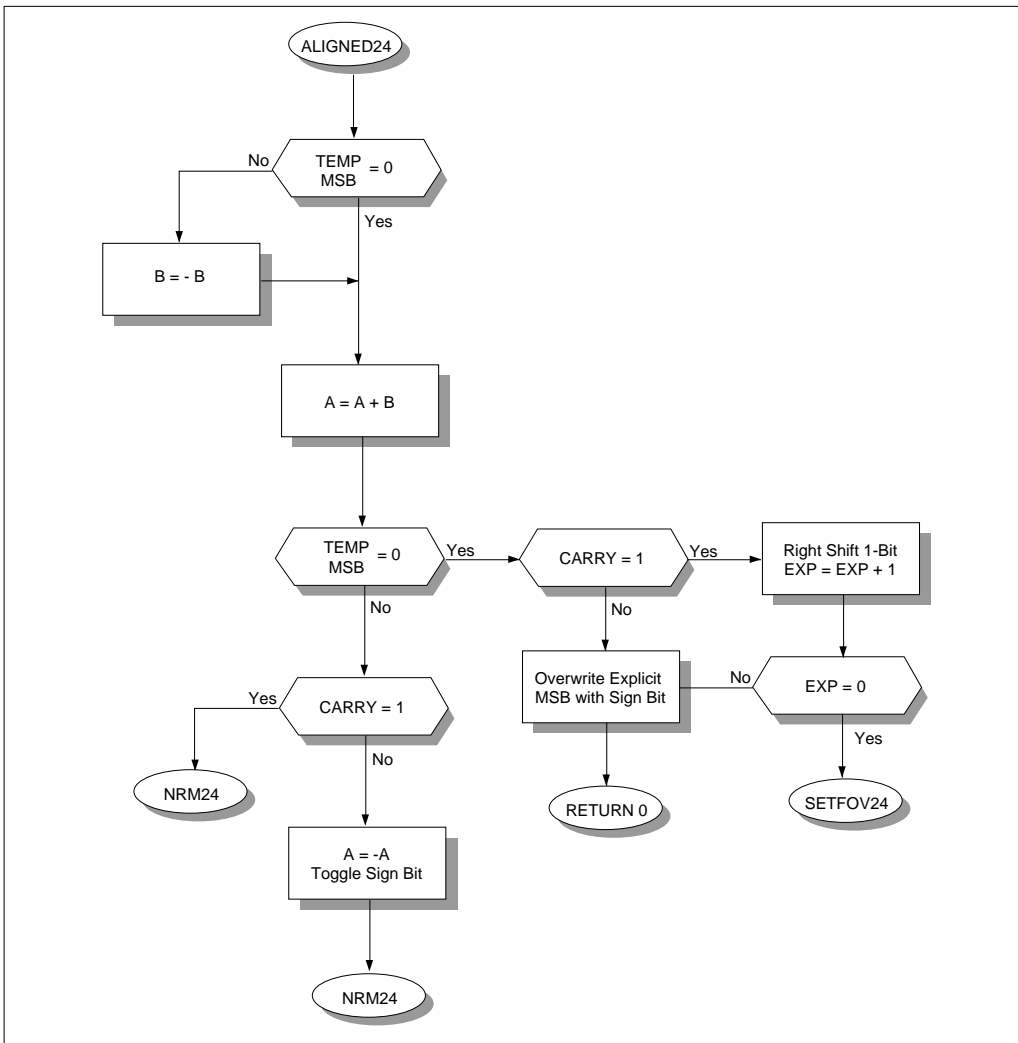 ALIGNED24
TEMP
MSB
= 0
No
Yes
B = - B
A = A + B
TEMP
MSB
= 0
Yes
No
CARRY = 1
Yes
No
Right Shift 1-Bit
EXP = EXP + 1
Overwrite Explicit
MSB with Sign Bit
No
EXP = 0
Yes
Yes
CARRY = 1
No
NRM24
RETURN 0
SETFOV24
A = -A
Toggle Sign Bit
NRM24